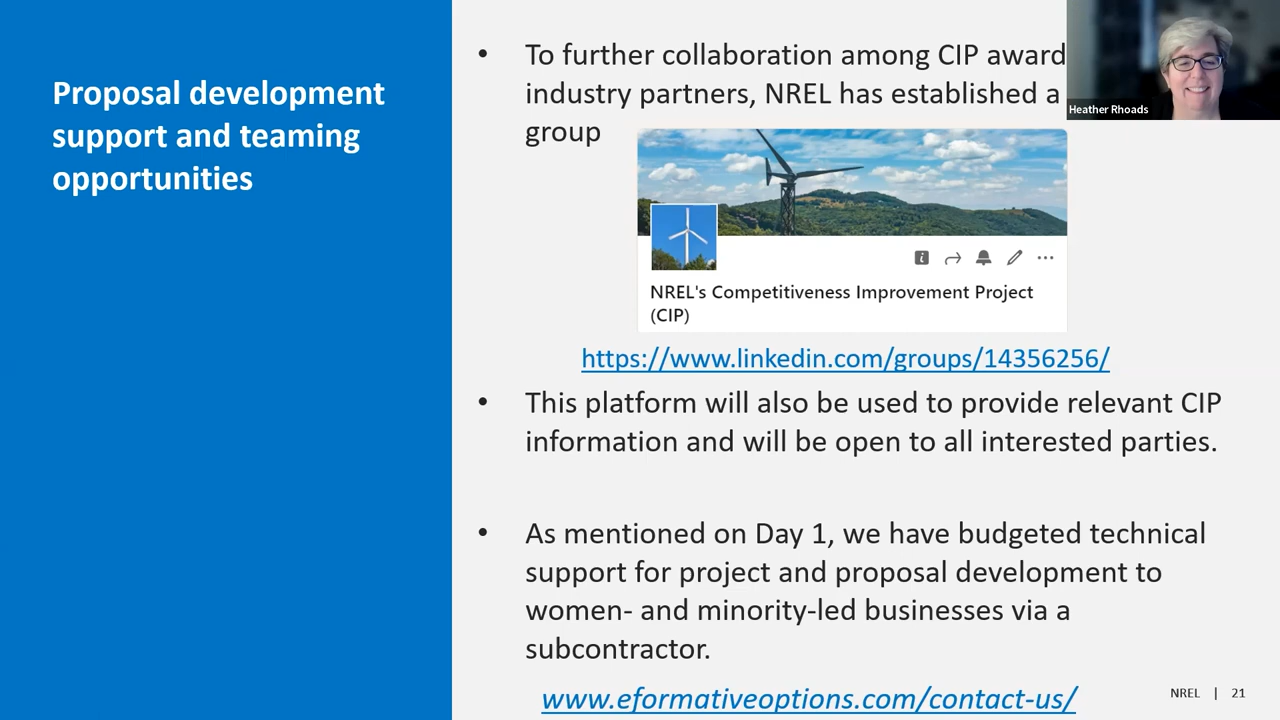 Proposal development
support and teaming
opportunities
• To further collaboration among CIP award
industry partners, NREL has established a
group
Heather Rhoads
NREL's Competitiveness Improvement Project
(CIP)
https://www.linkedin.com/groups/14356256/
• This platform will also be used to provide relevant CIP
information and will be open to all interested parties.
• As mentioned on Day 1, we have budgeted technical
support for project and proposal development to
women- and minority-led businesses via a
subcontractor.
www.eformativeoptions.com/contact-us/
NREL | 21